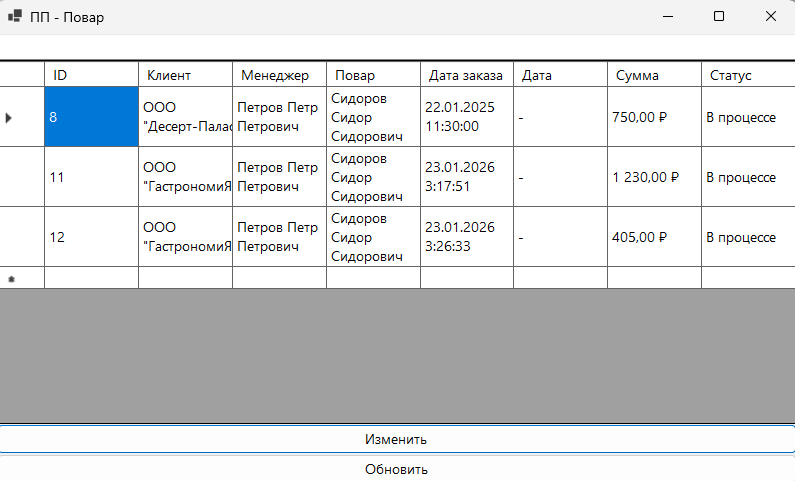 ПП - Повар
ID Клиент Менеджер Повар Дата заказа Дата Сумма Статус
8 ООО "Десерт-Палас Петров Петр Петрович Сидоров Сидор Сидорович 22.01.2025 11:30:00 - 750,00 ₽ В процессе
11 ООО "ГастрономиЯ Петров Петр Петрович Сидоров Сидор Сидорович 23.01.2026 3:17:51 - 1 230,00 ₽ В процессе
12 ООО "ГастрономиЯ Петров Петр Петрович Сидоров Сидор Сидорович 23.01.2026 3:26:33 - 405,00 ₽ В процессе
Изменить
Обновить